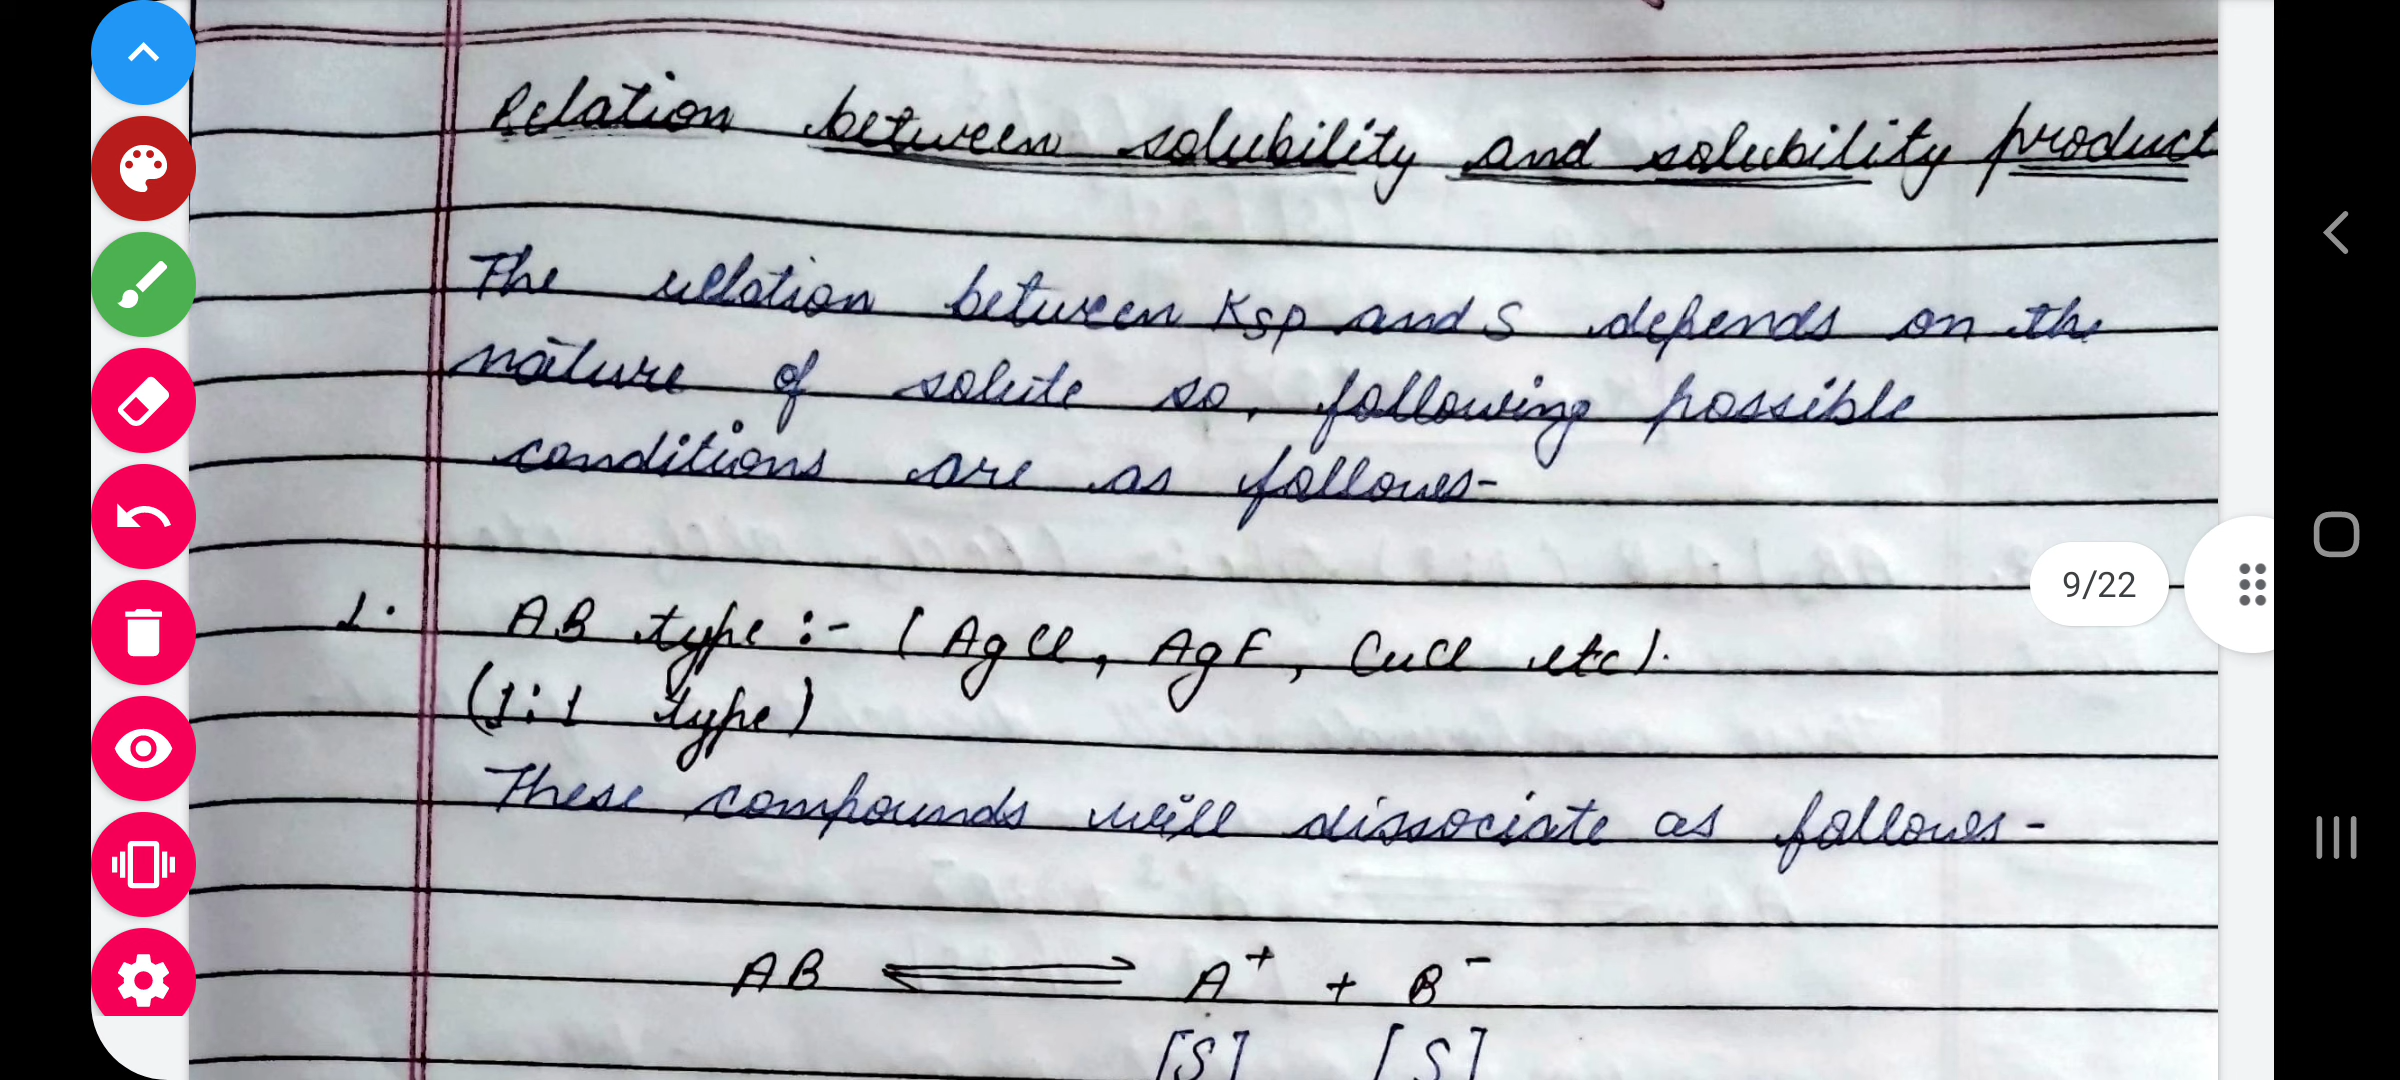 Relation between solubility and solubility product
The relation between Ksp and S depends on the
nature of solute so, following possible
conditions are as follows-
1. AB type :- ( AgCl, AgF, CuCl etc).
(1:1 type)
These compounds will dissociate as follows -
AB ⇌ A⁺ + B⁻
[S] [S]
9/22